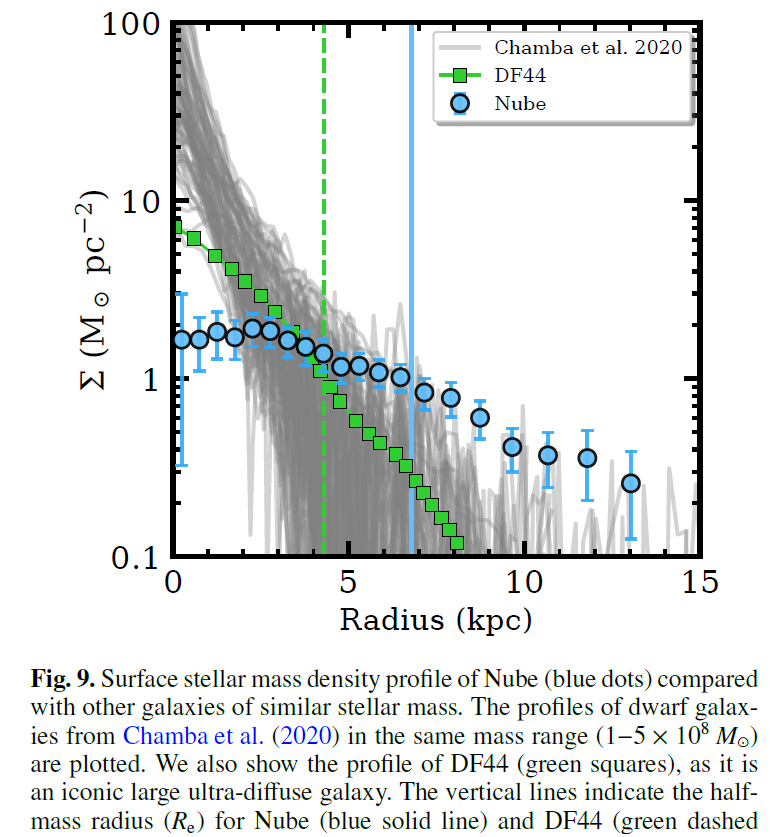 100
10
1
0.1
Σ (M⊙ pc−2)
Chamba et al. 2020
DF44
Nube
0 5 10 15
Radius (kpc)
Fig. 9. Surface stellar mass density profile of Nube (blue dots) compared
with other galaxies of similar stellar mass. The profiles of dwarf galax-
ies from Chamba et al. (2020) in the same mass range (1−5 × 10⁸ M⊙)
are plotted. We also show the profile of DF44 (green squares), as it is
an iconic large ultra-diffuse galaxy. The vertical lines indicate the half-
mass radius (Re) for Nube (blue solid line) and DF44 (green dashed